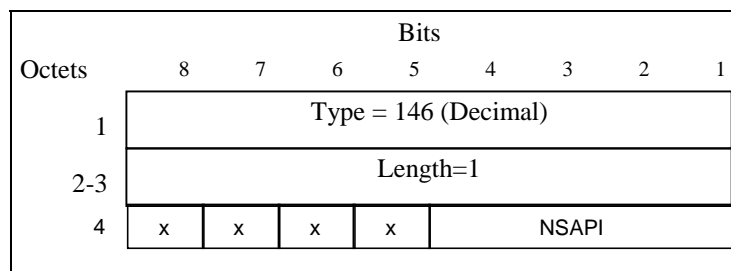 Bits
Octets 8 7 6 5 4 3 2 1
1 Type = 146 (Decimal)
2-3 Length=1
4 x x x x NSAPI